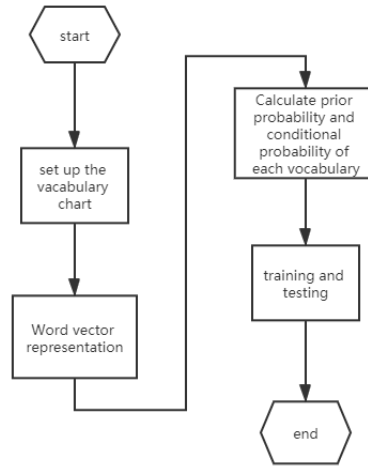 start
set up the
vacabulary
chart
Word vector
representation
Calculate prior
probability and
conditional
probability of
each vocabulary
training and
testing
end